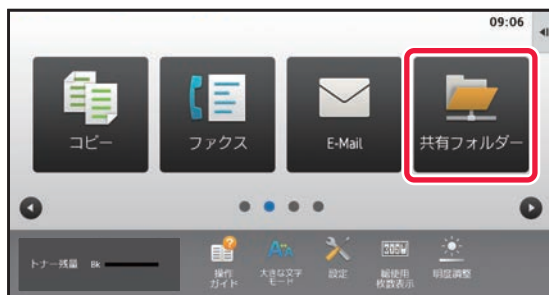 09:06
コピー
ファクス
E-Mail
共有フォルダー
トナー残量 Bk
操作
ガイド
大きな文字
モード
設定
総使用
枚数表示
明度調整